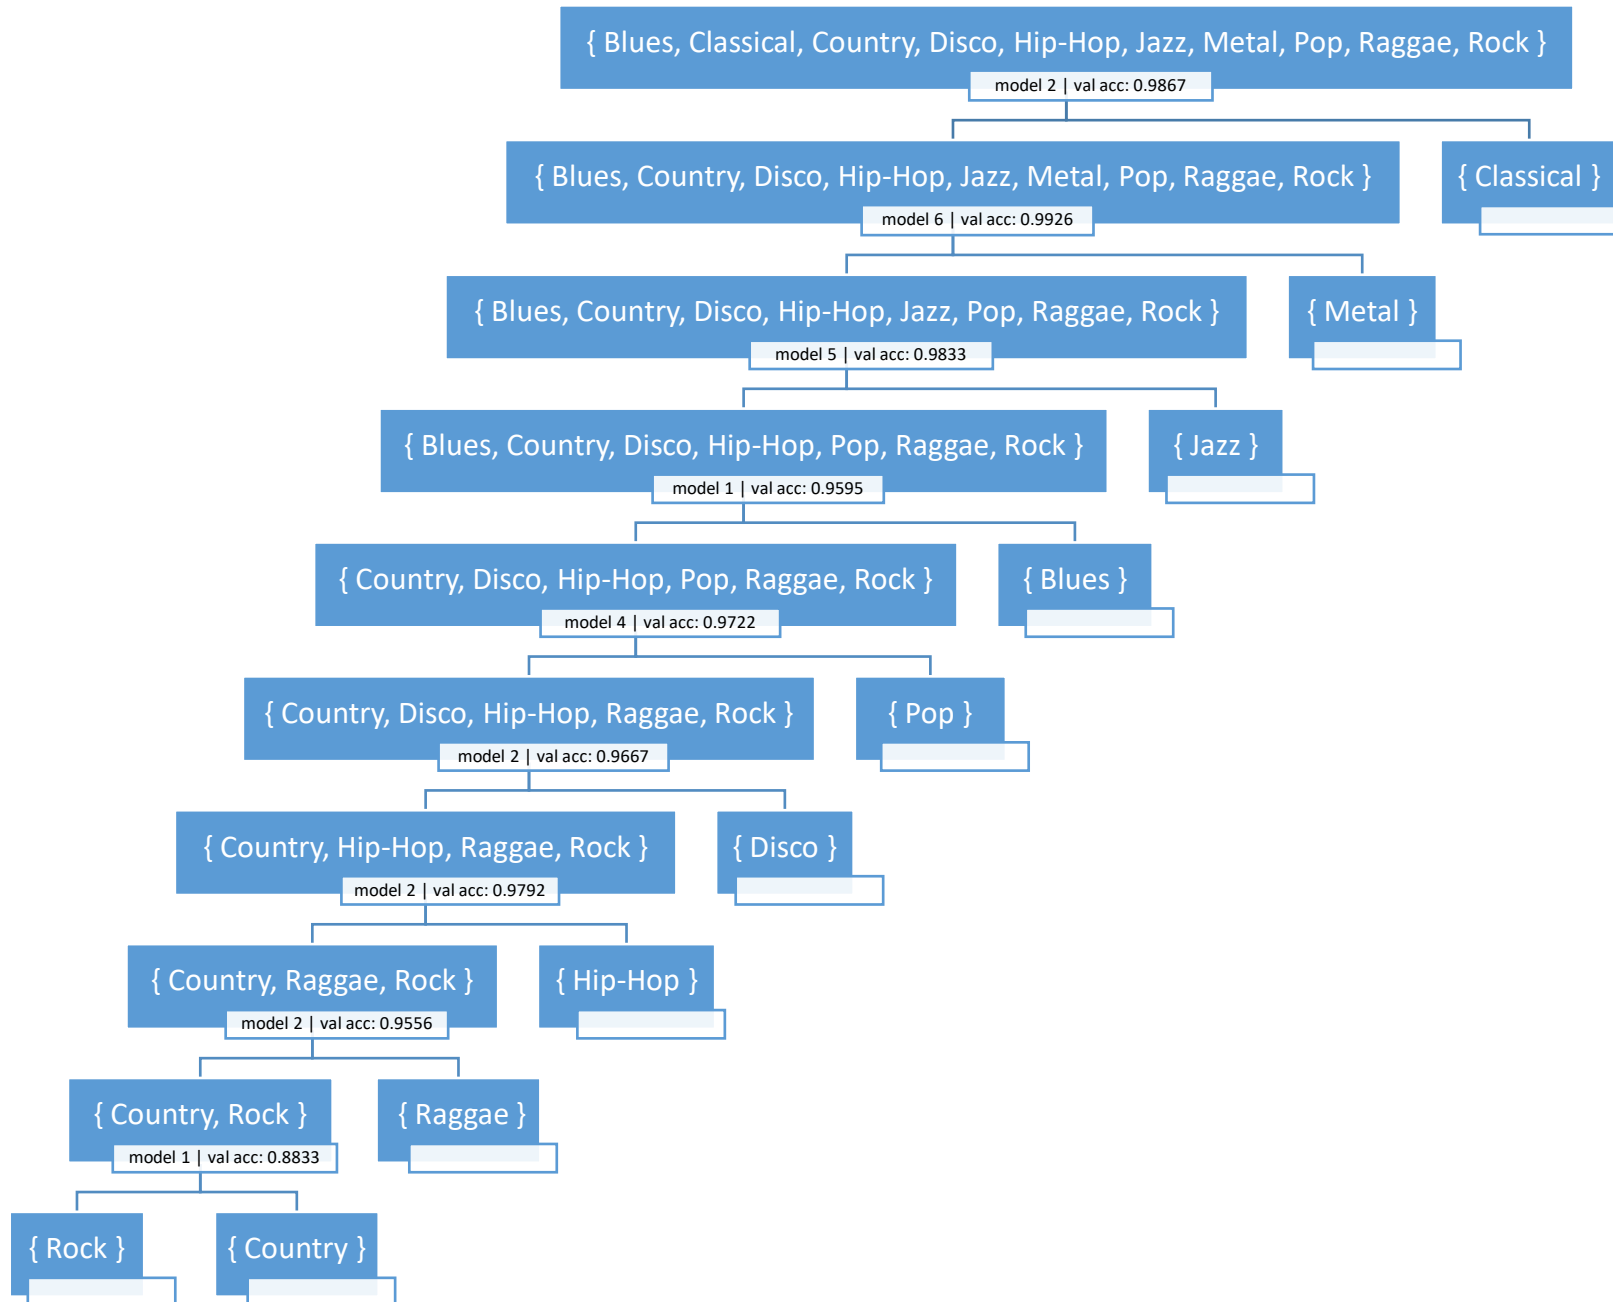 { Blues, Classical, Country, Disco, Hip-Hop, Jazz, Metal, Pop, Raggae, Rock }
model 2 | val acc: 0.9867
{ Blues, Country, Disco, Hip-Hop, Jazz, Metal, Pop, Raggae, Rock }
{ Classical }
model 6 | val acc: 0.9926
{ Blues, Country, Disco, Hip-Hop, Jazz, Pop, Raggae, Rock }
{ Metal }
model 5 | val acc: 0.9833
{ Blues, Country, Disco, Hip-Hop, Pop, Raggae, Rock }
{ Jazz }
model 1 | val acc: 0.9595
{ Country, Disco, Hip-Hop, Pop, Raggae, Rock }
{ Blues }
model 4 | val acc: 0.9722
{ Country, Disco, Hip-Hop, Raggae, Rock }
{ Pop }
model 2 | val acc: 0.9667
{ Country, Hip-Hop, Raggae, Rock }
{ Disco }
model 2 | val acc: 0.9792
{ Country, Raggae, Rock }
{ Hip-Hop }
model 2 | val acc: 0.9556
{ Country, Rock }
{ Raggae }
model 1 | val acc: 0.8833
{ Rock }
{ Country }